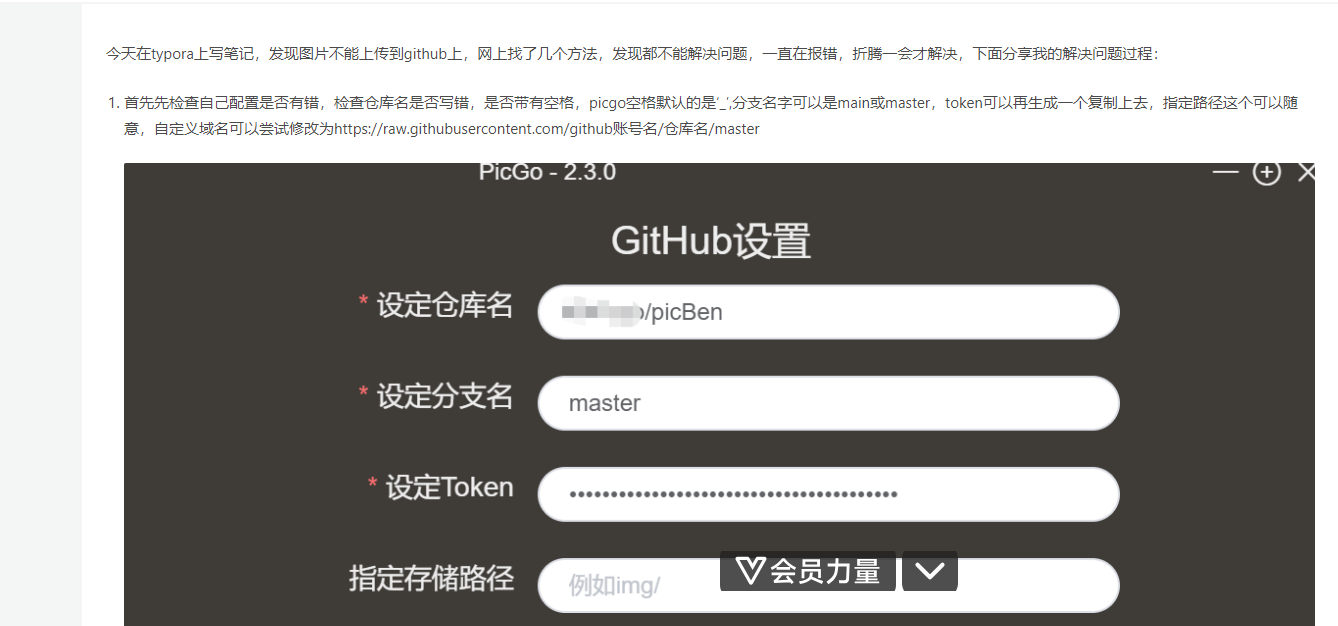 今天在typora上写笔记，发现图片不能上传到github上，网上找了几个方法，发现都不能解决问题，一直在报错，折腾一会才解决，下面分享我的解决问题过程：
1. 首先先检查自己配置是否有错，检查仓库名是否写错，是否带有空格，picgo空格默认的是‘_’,分支名字可以是main或master，token可以再生成一个复制上去，指定路径这个可以随
意，自定义域名可以尝试修改为https://raw.githubusercontent.com/github账号名/仓库名/master
PicGo - 2.3.0
GitHub设置
* 设定仓库名
/picBen
* 设定分支名
master
* 设定Token
指定存储路径
例如img/
会员力量